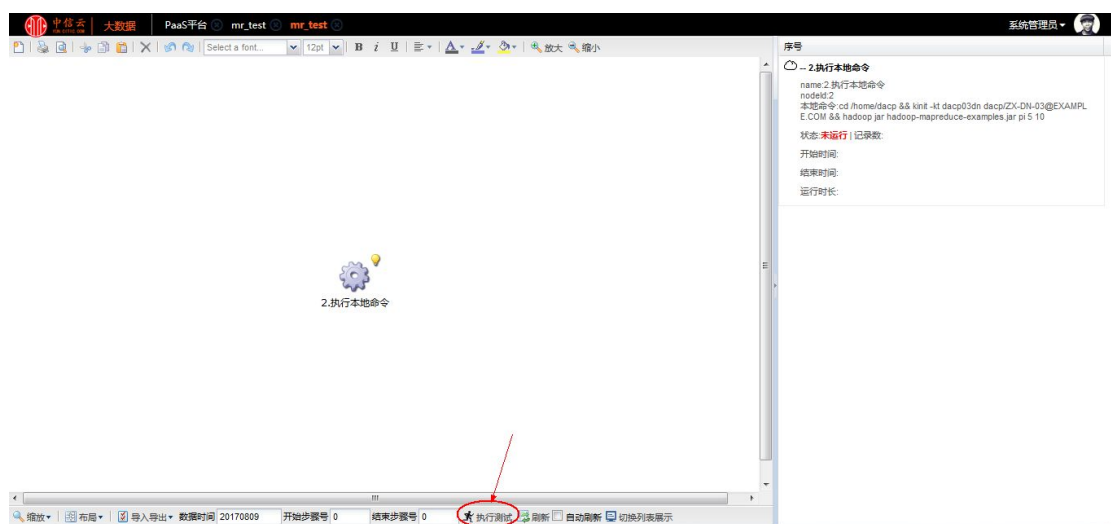 中信云 大数据 PaaS平台 mr_test mr_test 系统管理员
Select a font... 12pt B i U A 放大 缩小
序号
-- 2.执行本地命令
name:2.执行本地命令
nodeId:2
本地命令:cd /home/dacp && kinit -kt dacp03dn dacp/ZX-DN-03@EXAMPL
E.COM && hadoop jar hadoop-mapreduce-examples.jar pi 5 10
状态:未运行 | 记录数:
开始时间:
结束时间:
运行时长:
2.执行本地命令
缩放 布局 导入导出 数据时间 20170809 开始步骤号 0 结束步骤号 0 执行测试 刷新 自动刷新 切换列表展示